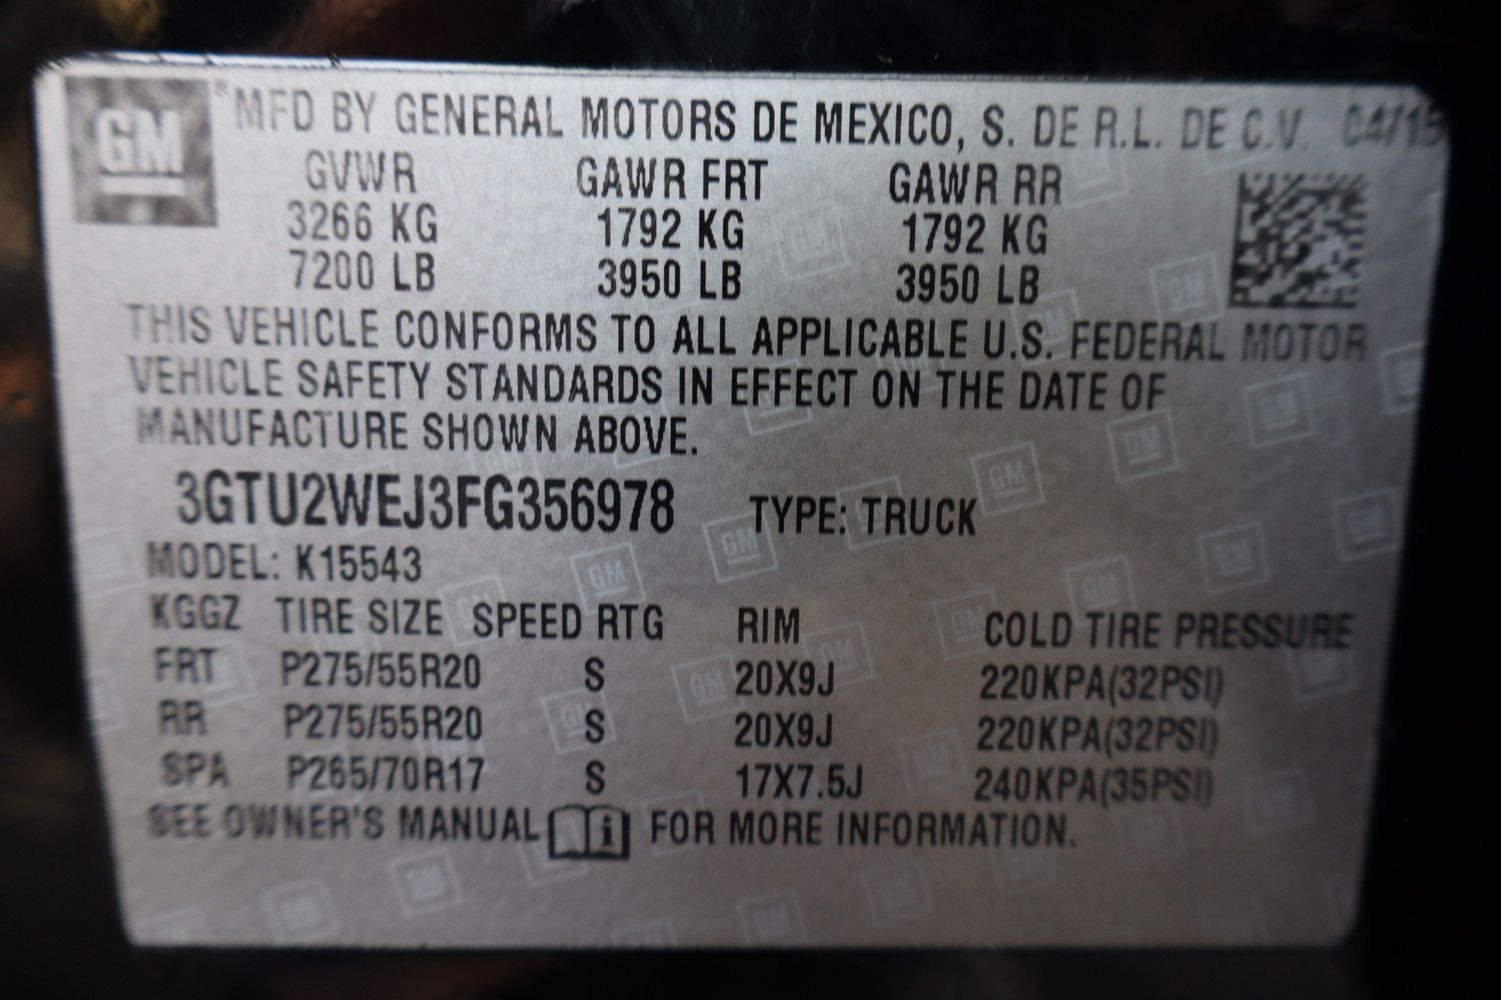 GM® MFD BY GENERAL MOTORS DE MEXICO, S. DE R.L. DE C.V. 04/15
GVWR GAWR FRT GAWR RR
3266 KG 1792 KG 1792 KG
7200 LB 3950 LB 3950 LB
THIS VEHICLE CONFORMS TO ALL APPLICABLE U.S. FEDERAL MOTOR
VEHICLE SAFETY STANDARDS IN EFFECT ON THE DATE OF
MANUFACTURE SHOWN ABOVE.
3GTU2WEJ3FG356978 TYPE: TRUCK
MODEL: K15543
KGGZ TIRE SIZE SPEED RTG RIM COLD TIRE PRESSURE
FRT P275/55R20 S 20X9J 220KPA(32PSI)
RR P275/55R20 S 20X9J 220KPA(32PSI)
SPA P265/70R17 S 17X7.5J 240KPA(35PSI)
SEE OWNER'S MANUAL i FOR MORE INFORMATION.